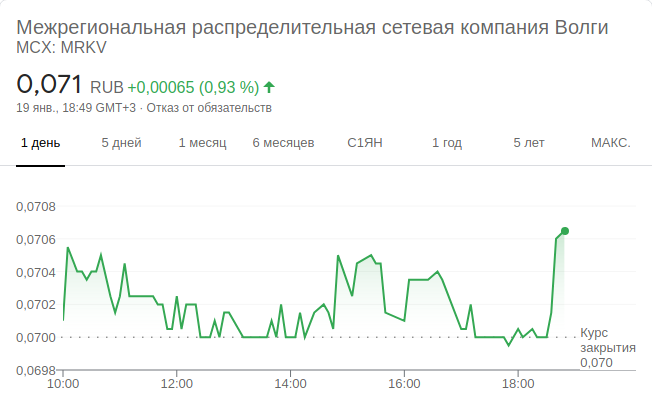 Межрегиональная распределительная сетевая компания Волги
MCX: MRKV
0,071 RUB +0,00065 (0,93 %)
19 янв., 18:49 GMT+3 · Отказ от обязательств
1 день 5 дней 1 месяц 6 месяцев С1ЯН 1 год 5 лет МАКС.
0,0708
0,0706
0,0704
0,0702
0,0700
0,0698
Курс
закрытия
0,070
10:00 12:00 14:00 16:00 18:00